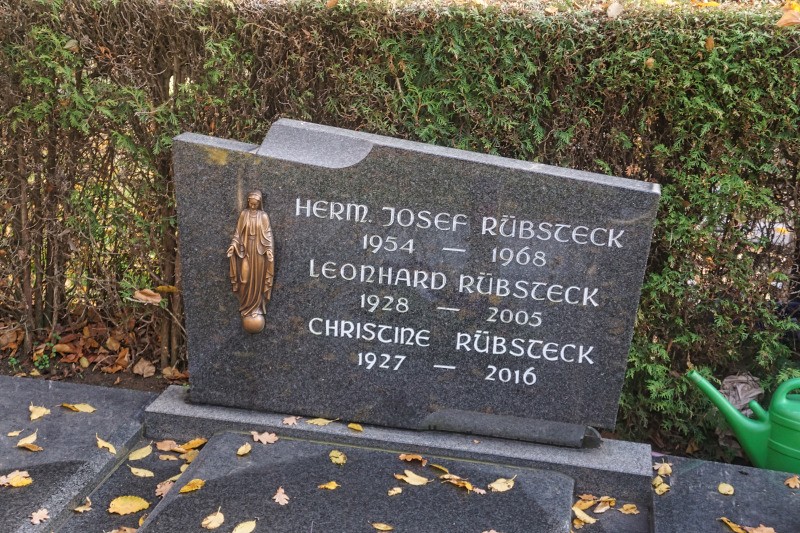 HERM. JOSEF RÜBSTECK
1954 — 1968
LEONHARD RÜBSTECK
1928 — 2005
CHRISTINE RÜBSTECK
1927 — 2016